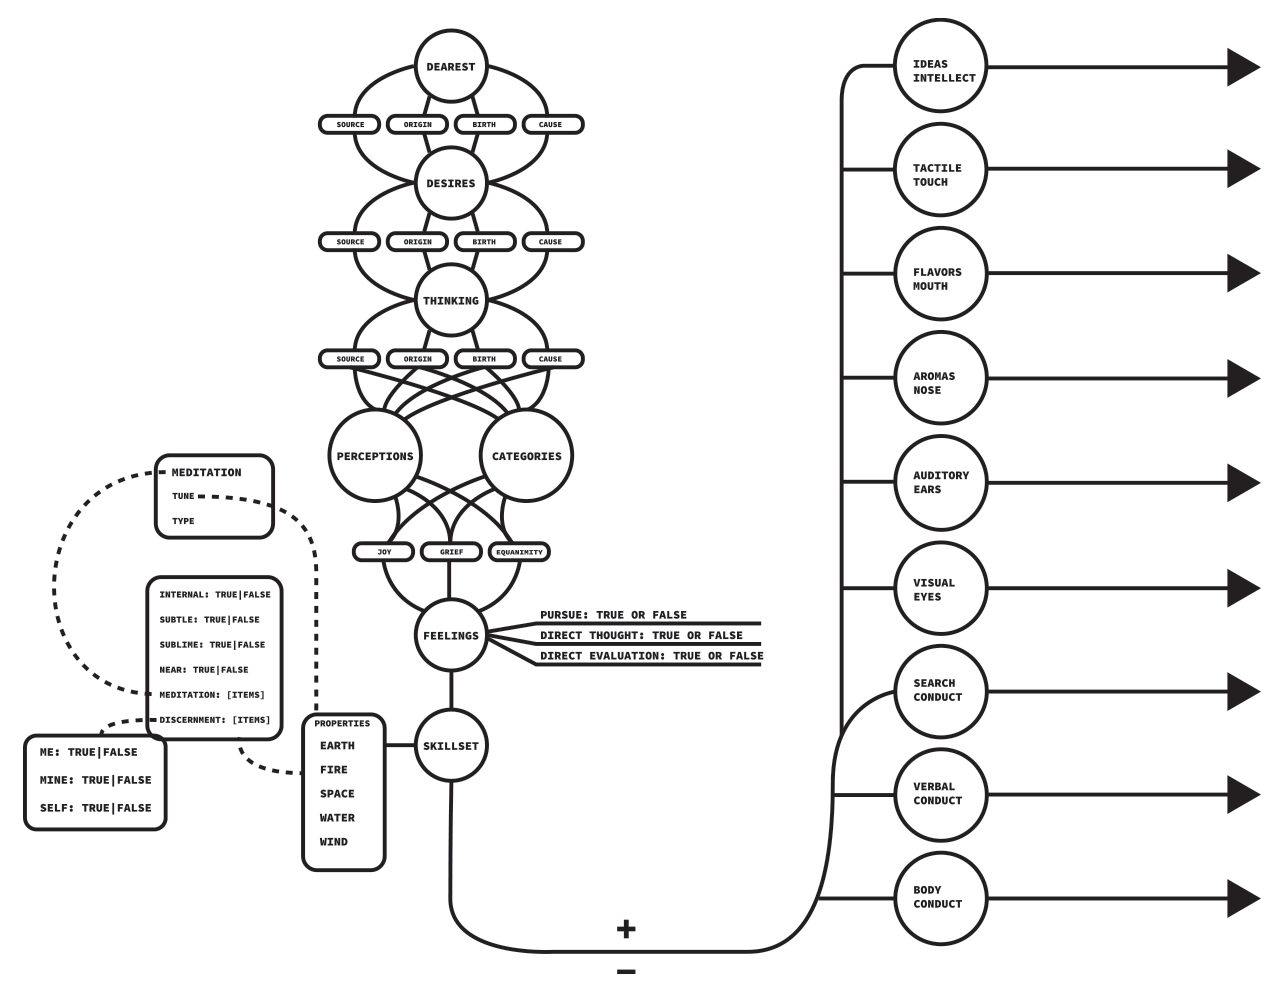 DEAREST
SOURCE ORIGIN BIRTH CAUSE
DESIRES
SOURCE ORIGIN BIRTH CAUSE
THINKING
SOURCE ORIGIN BIRTH CAUSE
PERCEPTIONS CATEGORIES
JOY GRIEF EQUANIMITY
FEELINGS
PURSUE: TRUE OR FALSE
DIRECT THOUGHT: TRUE OR FALSE
DIRECT EVALUATION: TRUE OR FALSE
SKILLSET
MEDITATION
TUNE
TYPE
INTERNAL: TRUE|FALSE
SUBTLE: TRUE|FALSE
SUBLIME: TRUE|FALSE
NEAR: TRUE|FALSE
MEDITATION: [ITEMS]
DISCERNMENT: [ITEMS]
ME: TRUE|FALSE
MINE: TRUE|FALSE
SELF: TRUE|FALSE
PROPERTIES
EARTH
FIRE
SPACE
WATER
WIND
+
−
IDEAS
INTELLECT
TACTILE
TOUCH
FLAVORS
MOUTH
AROMAS
NOSE
AUDITORY
EARS
VISUAL
EYES
SEARCH
CONDUCT
VERBAL
CONDUCT
BODY
CONDUCT